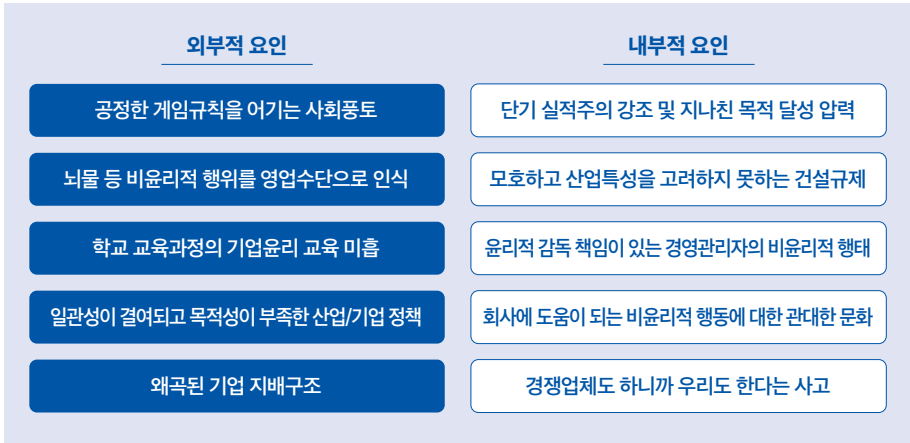 외부적 요인
공정한 게임규칙을 어기는 사회풍토
뇌물 등 비윤리적 행위를 영업수단으로 인식
학교 교육과정의 기업윤리 교육 미흡
일관성이 결여되고 목적성이 부족한 산업/기업 정책
왜곡된 기업 지배구조
내부적 요인
단기 실적주의 강조 및 지나친 목적 달성 압력
모호하고 산업특성을 고려하지 못하는 건설규제
윤리적 감독 책임이 있는 경영관리자의 비윤리적 행태
회사에 도움이 되는 비윤리적 행동에 대한 관대한 문화
경쟁업체도 하니까 우리도 한다는 사고